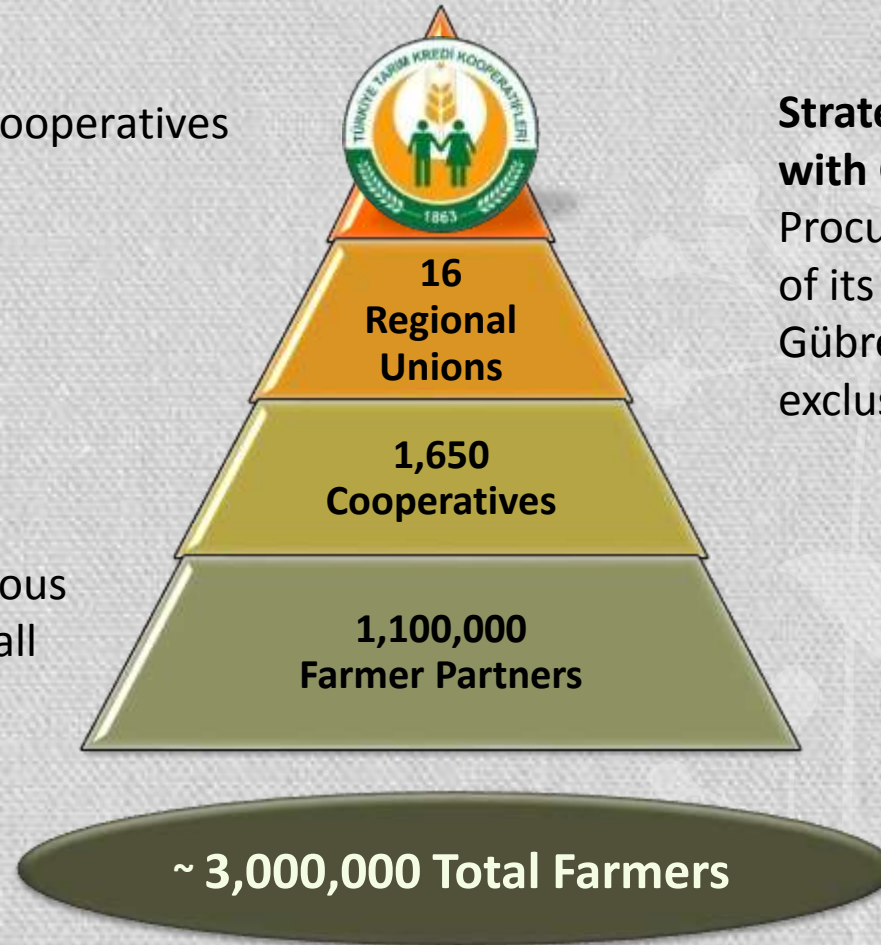 TÜRKİYE TARIM KREDİ KOOPERATİFLERİ
1863
ooperatives
16
Regional
Unions
1,650
Cooperatives
ous
all
1,100,000
Farmer Partners
~ 3,000,000 Total Farmers
Strate
with
Procu
of its
Gübre
exclus